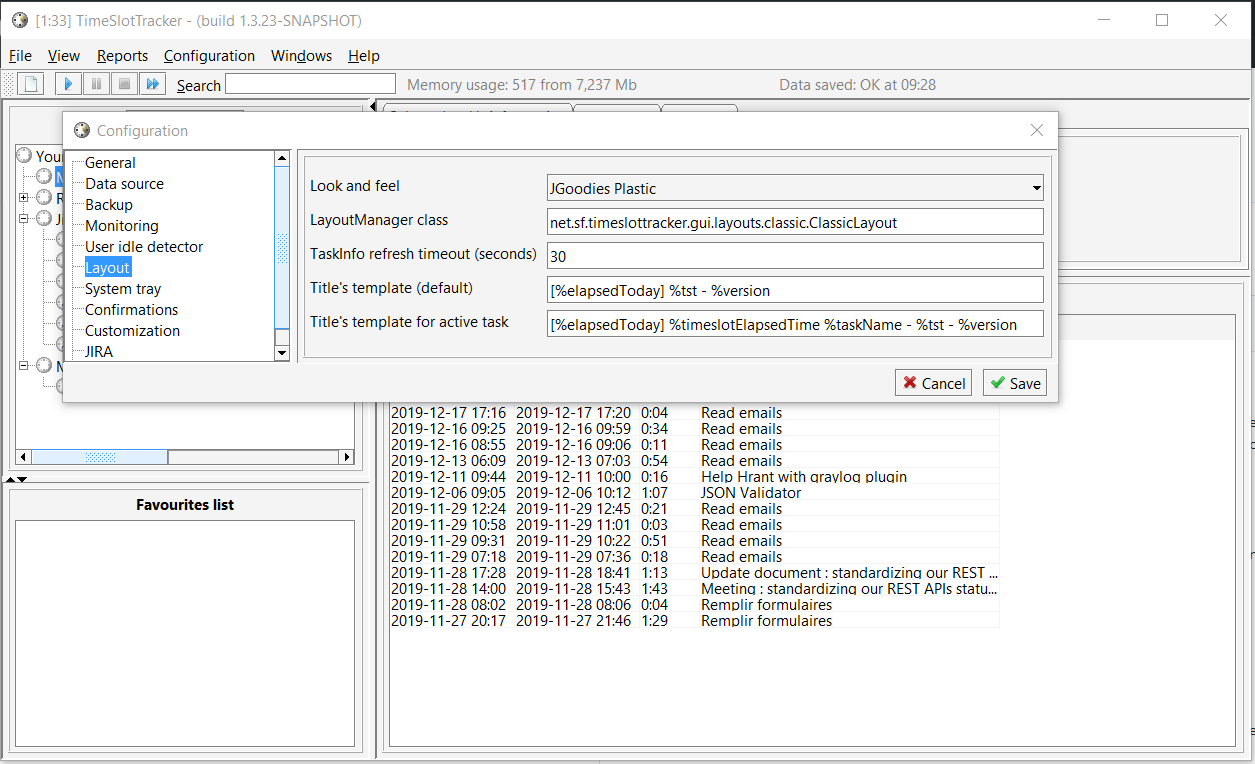 [1:33] TimeSlotTracker - (build 1.3.23-SNAPSHOT)
File View Reports Configuration Windows Help
Search Memory usage: 517 from 7,237 Mb Data saved: OK at 09:28
Configuration
General
Data source
Backup
Monitoring
User idle detector
Layout
System tray
Confirmations
Customization
JIRA
Look and feel JGoodies Plastic
LayoutManager class net.sf.timeslottracker.gui.layouts.classic.ClassicLayout
TaskInfo refresh timeout (seconds) 30
Title's template (default) [%elapsedToday] %tst - %version
Title's template for active task [%elapsedToday] %timeslotElapsedTime %taskName - %tst - %version
Cancel Save
2019-12-17 17:16 2019-12-17 17:20 0:04 Read emails
2019-12-16 09:25 2019-12-16 09:59 0:34 Read emails
2019-12-16 08:55 2019-12-16 09:06 0:11 Read emails
2019-12-13 06:09 2019-12-13 07:03 0:54 Read emails
2019-12-11 09:44 2019-12-11 10:00 0:16 Help Hrant with graylog plugin
2019-12-06 09:05 2019-12-06 10:12 1:07 JSON Validator
2019-11-29 12:24 2019-11-29 12:45 0:21 Read emails
2019-11-29 10:58 2019-11-29 11:01 0:03 Read emails
2019-11-29 09:31 2019-11-29 10:22 0:51 Read emails
2019-11-29 07:18 2019-11-29 07:36 0:18 Read emails
2019-11-28 17:28 2019-11-28 18:41 1:13 Update document : standardizing our REST ...
2019-11-28 14:00 2019-11-28 15:43 1:43 Meeting : standardizing our REST APIs statu...
2019-11-28 08:02 2019-11-28 08:06 0:04 Remplir formulaires
2019-11-27 20:17 2019-11-27 21:46 1:29 Remplir formulaires
Favourites list